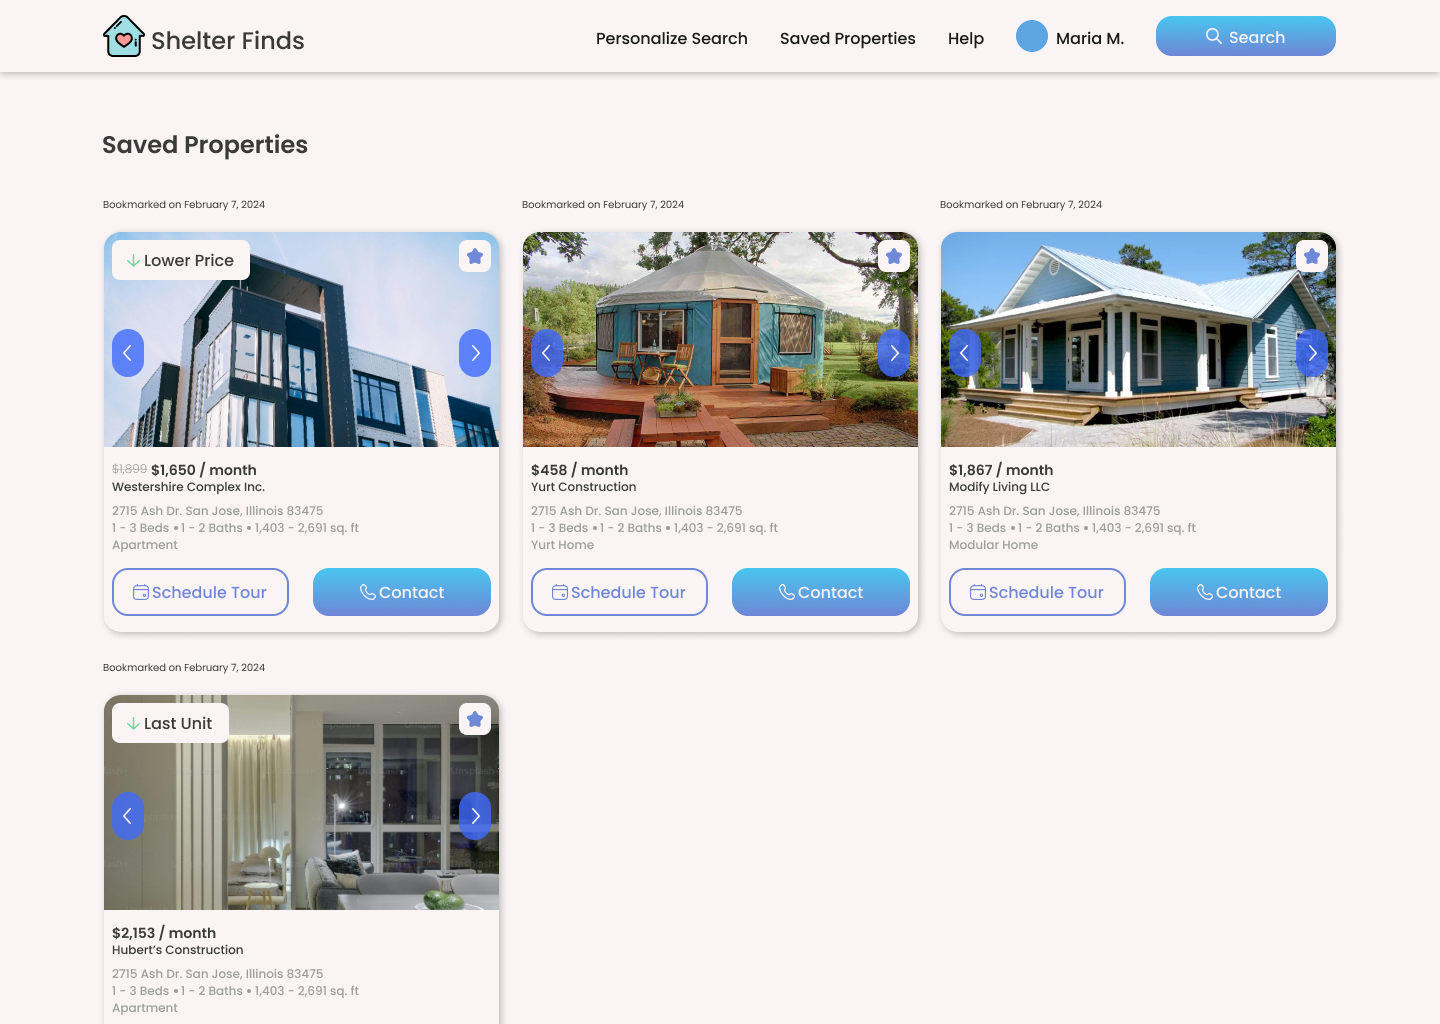 Shelter Finds
Personalize Search
Saved Properties
Help
Maria M.
Search
Saved Properties
Bookmarked on February 7, 2024
Bookmarked on February 7, 2024
Bookmarked on February 7, 2024
Lower Price
$1,899 $1,650 / month
Westershire Complex Inc.
2715 Ash Dr. San Jose, Illinois 83475
1 - 3 Beds • 1 - 2 Baths • 1,403 - 2,691 sq. ft
Apartment
Schedule Tour
Contact
$458 / month
Yurt Construction
2715 Ash Dr. San Jose, Illinois 83475
1 - 3 Beds • 1 - 2 Baths • 1,403 - 2,691 sq. ft
Yurt Home
Schedule Tour
Contact
$1,867 / month
Modify Living LLC
2715 Ash Dr. San Jose, Illinois 83475
1 - 3 Beds • 1 - 2 Baths • 1,403 - 2,691 sq. ft
Modular Home
Schedule Tour
Contact
Bookmarked on February 7, 2024
Last Unit
$2,153 / month
Hubert's Construction
2715 Ash Dr. San Jose, Illinois 83475
1 - 3 Beds • 1 - 2 Baths • 1,403 - 2,691 sq. ft
Apartment